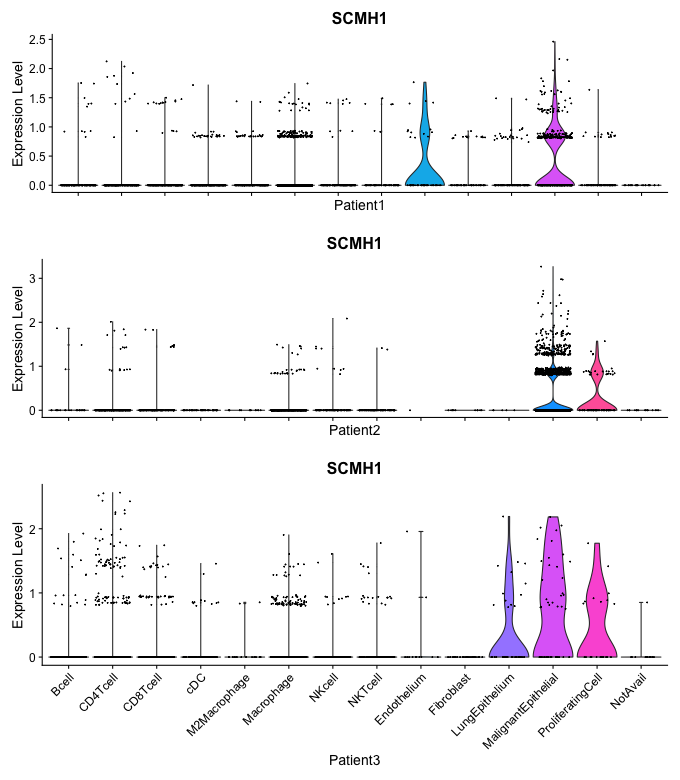 SCMH1
Expression Level
2.5
2.0
1.5
1.0
0.5
0.0
Patient1
SCMH1
Expression Level
3
2
1
0
Patient2
SCMH1
Expression Level
2
1
0
Bcell
CD4Tcell
CD8Tcell
cDC
M2Macrophage
Macrophage
NKcell
NKTcell
Endothelium
Fibroblast
LungEpithelium
MalignantEpithelial
ProliferatingCell
NotAvail
Patient3